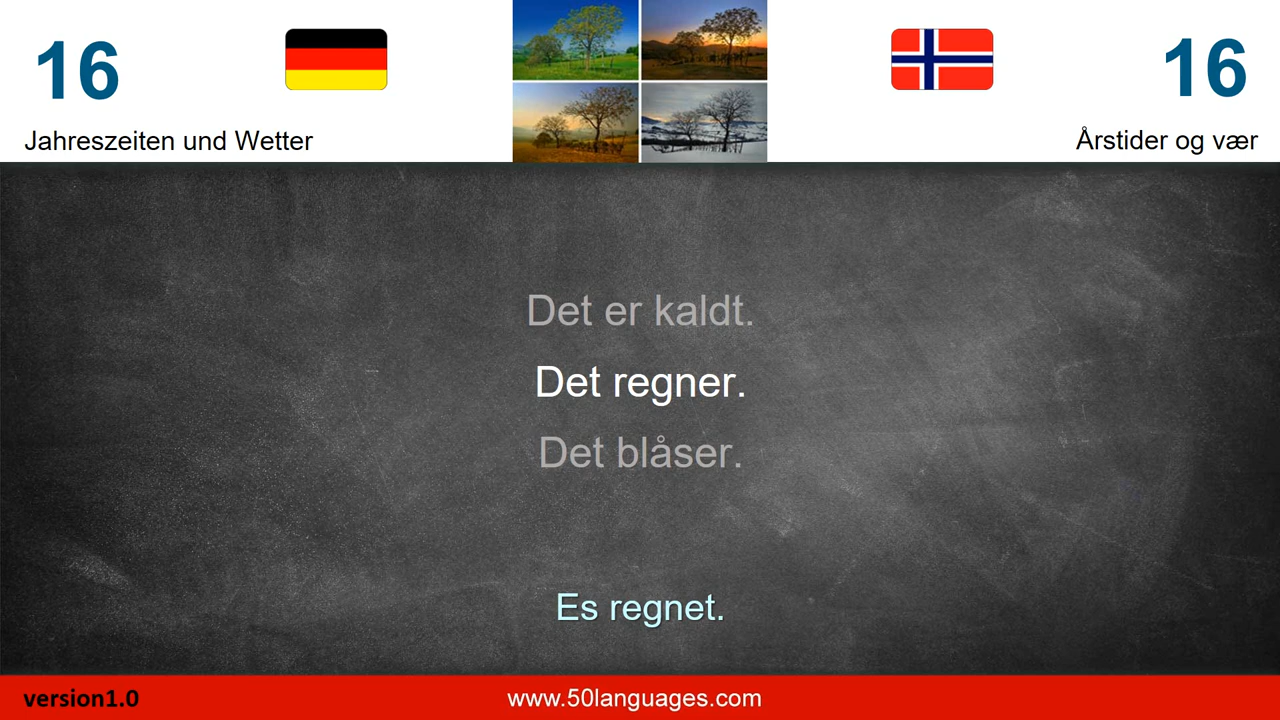 16
16
Jahreszeiten und Wetter
Årstider og vær
Det er kaldt.
Det regner.
Det blåser.
Es regnet.
version1.0
www.50languages.com